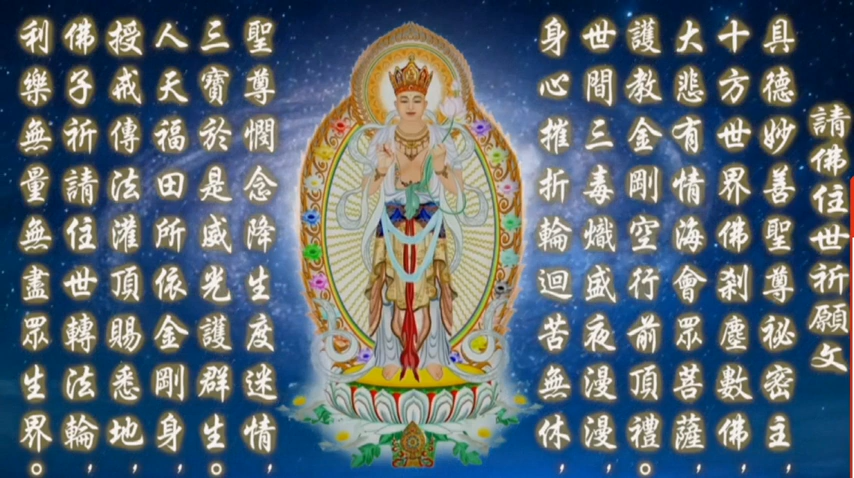 請佛住世祈願文
具德妙善聖尊祕密主，
十方世界佛剎塵數佛，
大悲有情海會眾菩薩，
護教金剛空行前頂禮。
世間三毒熾盛夜漫漫，
身心摧折輪迴苦無休，
聖尊憫念降生度迷情，
三寶於是威光護群生。
人天福田所依金剛身，
授戒傳法灌頂賜悉地，
佛子祈請住世轉法輪，
利樂無量無盡眾生界。